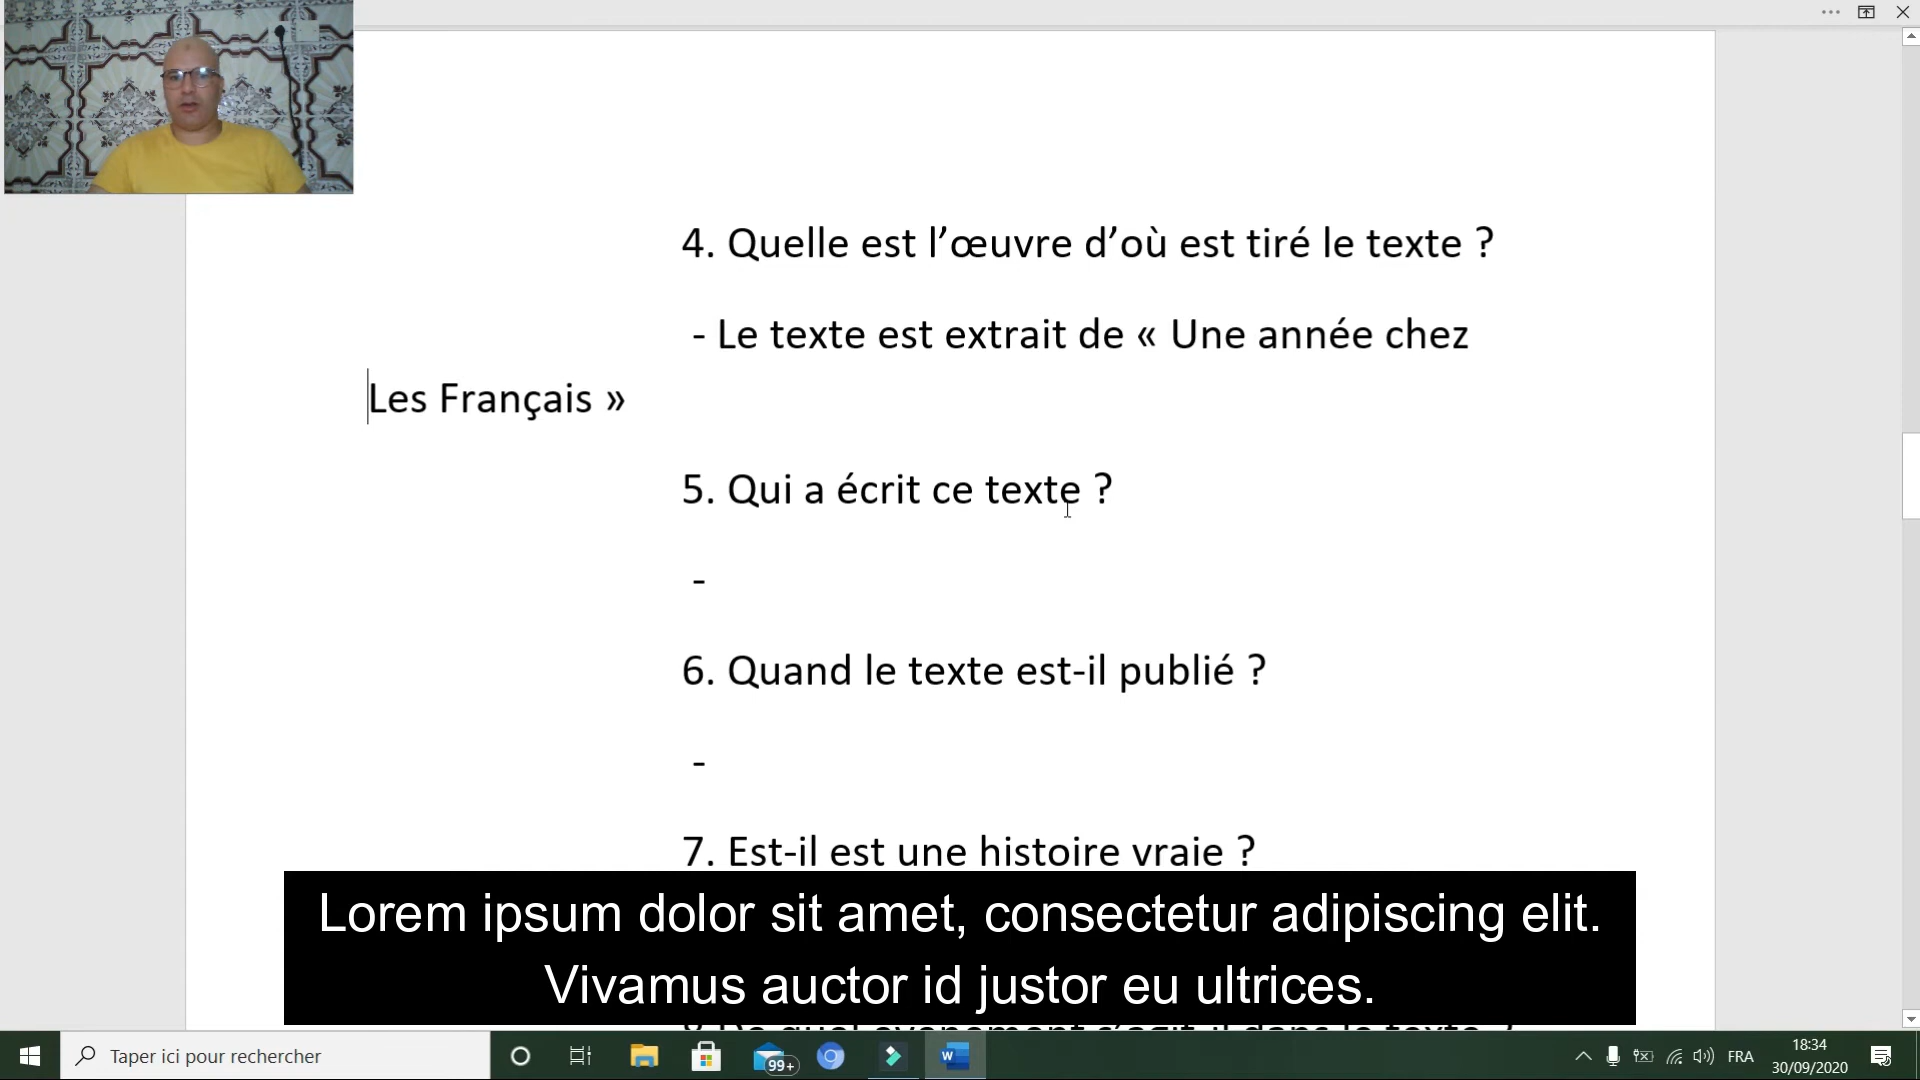 4. Quelle est l’œuvre d’où est tiré le texte ?
- Le texte est extrait de « Une année chez
Les Français »
5. Qui a écrit ce texte ?
-
6. Quand le texte est-il publié ?
-
7. Est-il est une histoire vraie ?
Lorem ipsum dolor sit amet, consectetur adipiscing elit.
Vivamus auctor id justor eu ultrices.
Taper ici pour rechercher
99+
W
FRA
18:34
30/09/2020